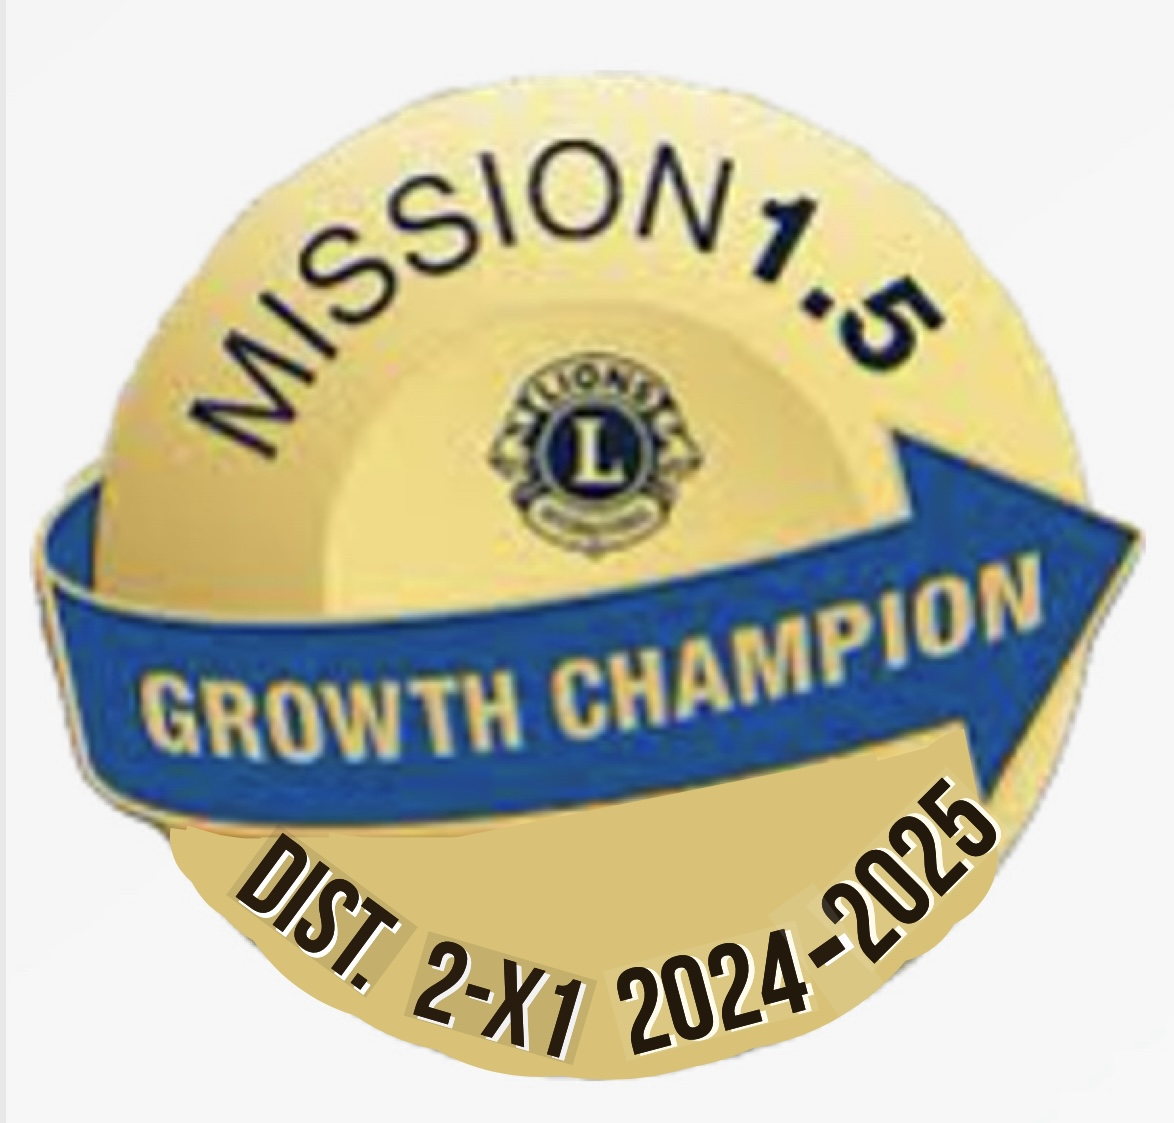 MISSION 1.5
LIONS
L
GROWTH CHAMPION
DIST. 2-X1 2024-2025